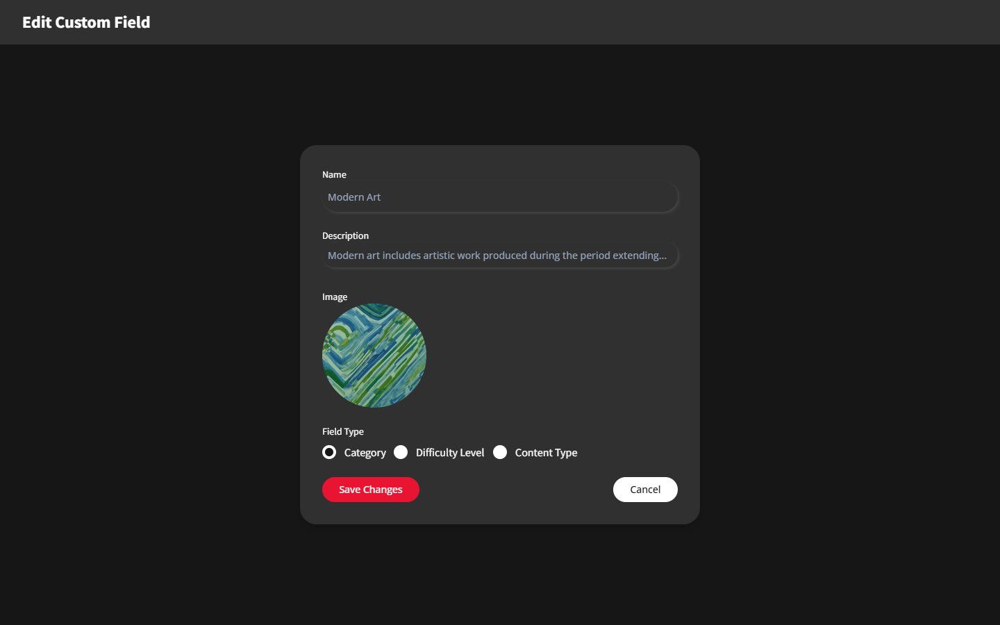 Edit Custom Field
Name
Modern Art
Description
Modern art includes artistic work produced during the period extending...
Image
Field Type
Category Difficulty Level Content Type
Save Changes Cancel